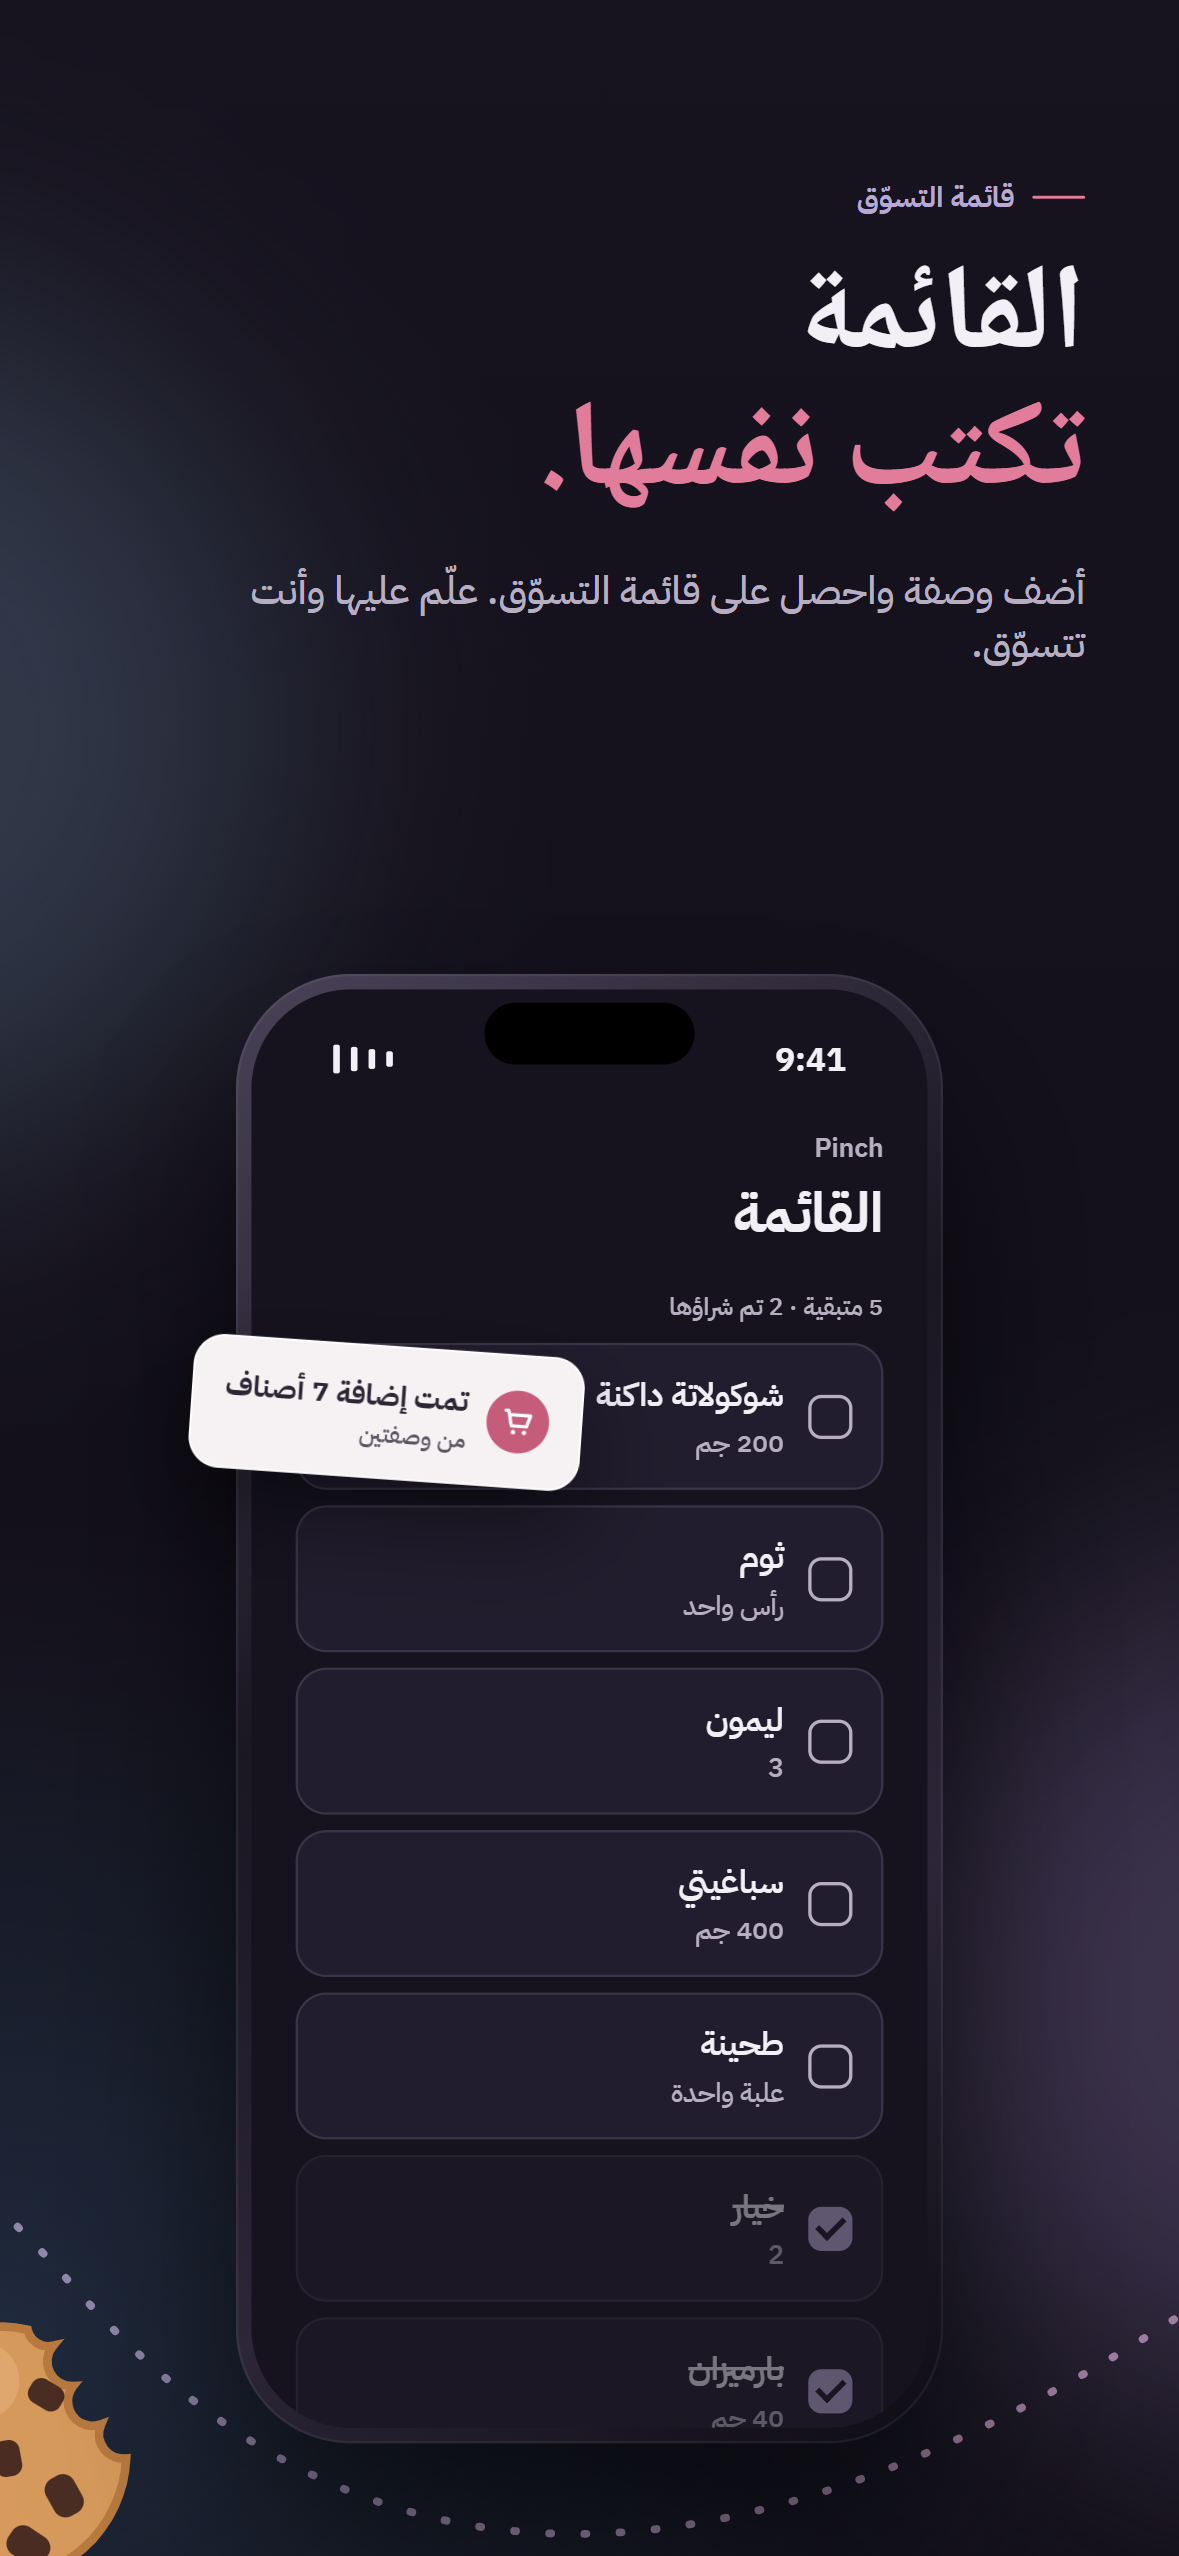 قائمة التسوّق
القائمة
تكتب نفسها.
أضف وصفة واحصل على قائمة التسوّق. علّم عليها وأنت
تتسوّق.
9:41
Pinch
القائمة
5 متبقية · 2 تم شراؤها
شوكولاتة داكنة
200 جم
تمت إضافة 7 أصناف
من وصفتين
ثوم
رأس واحد
ليمون
3
سباغيتي
400 جم
طحينة
علبة واحدة
خيار
2
بارميزان
40 جم